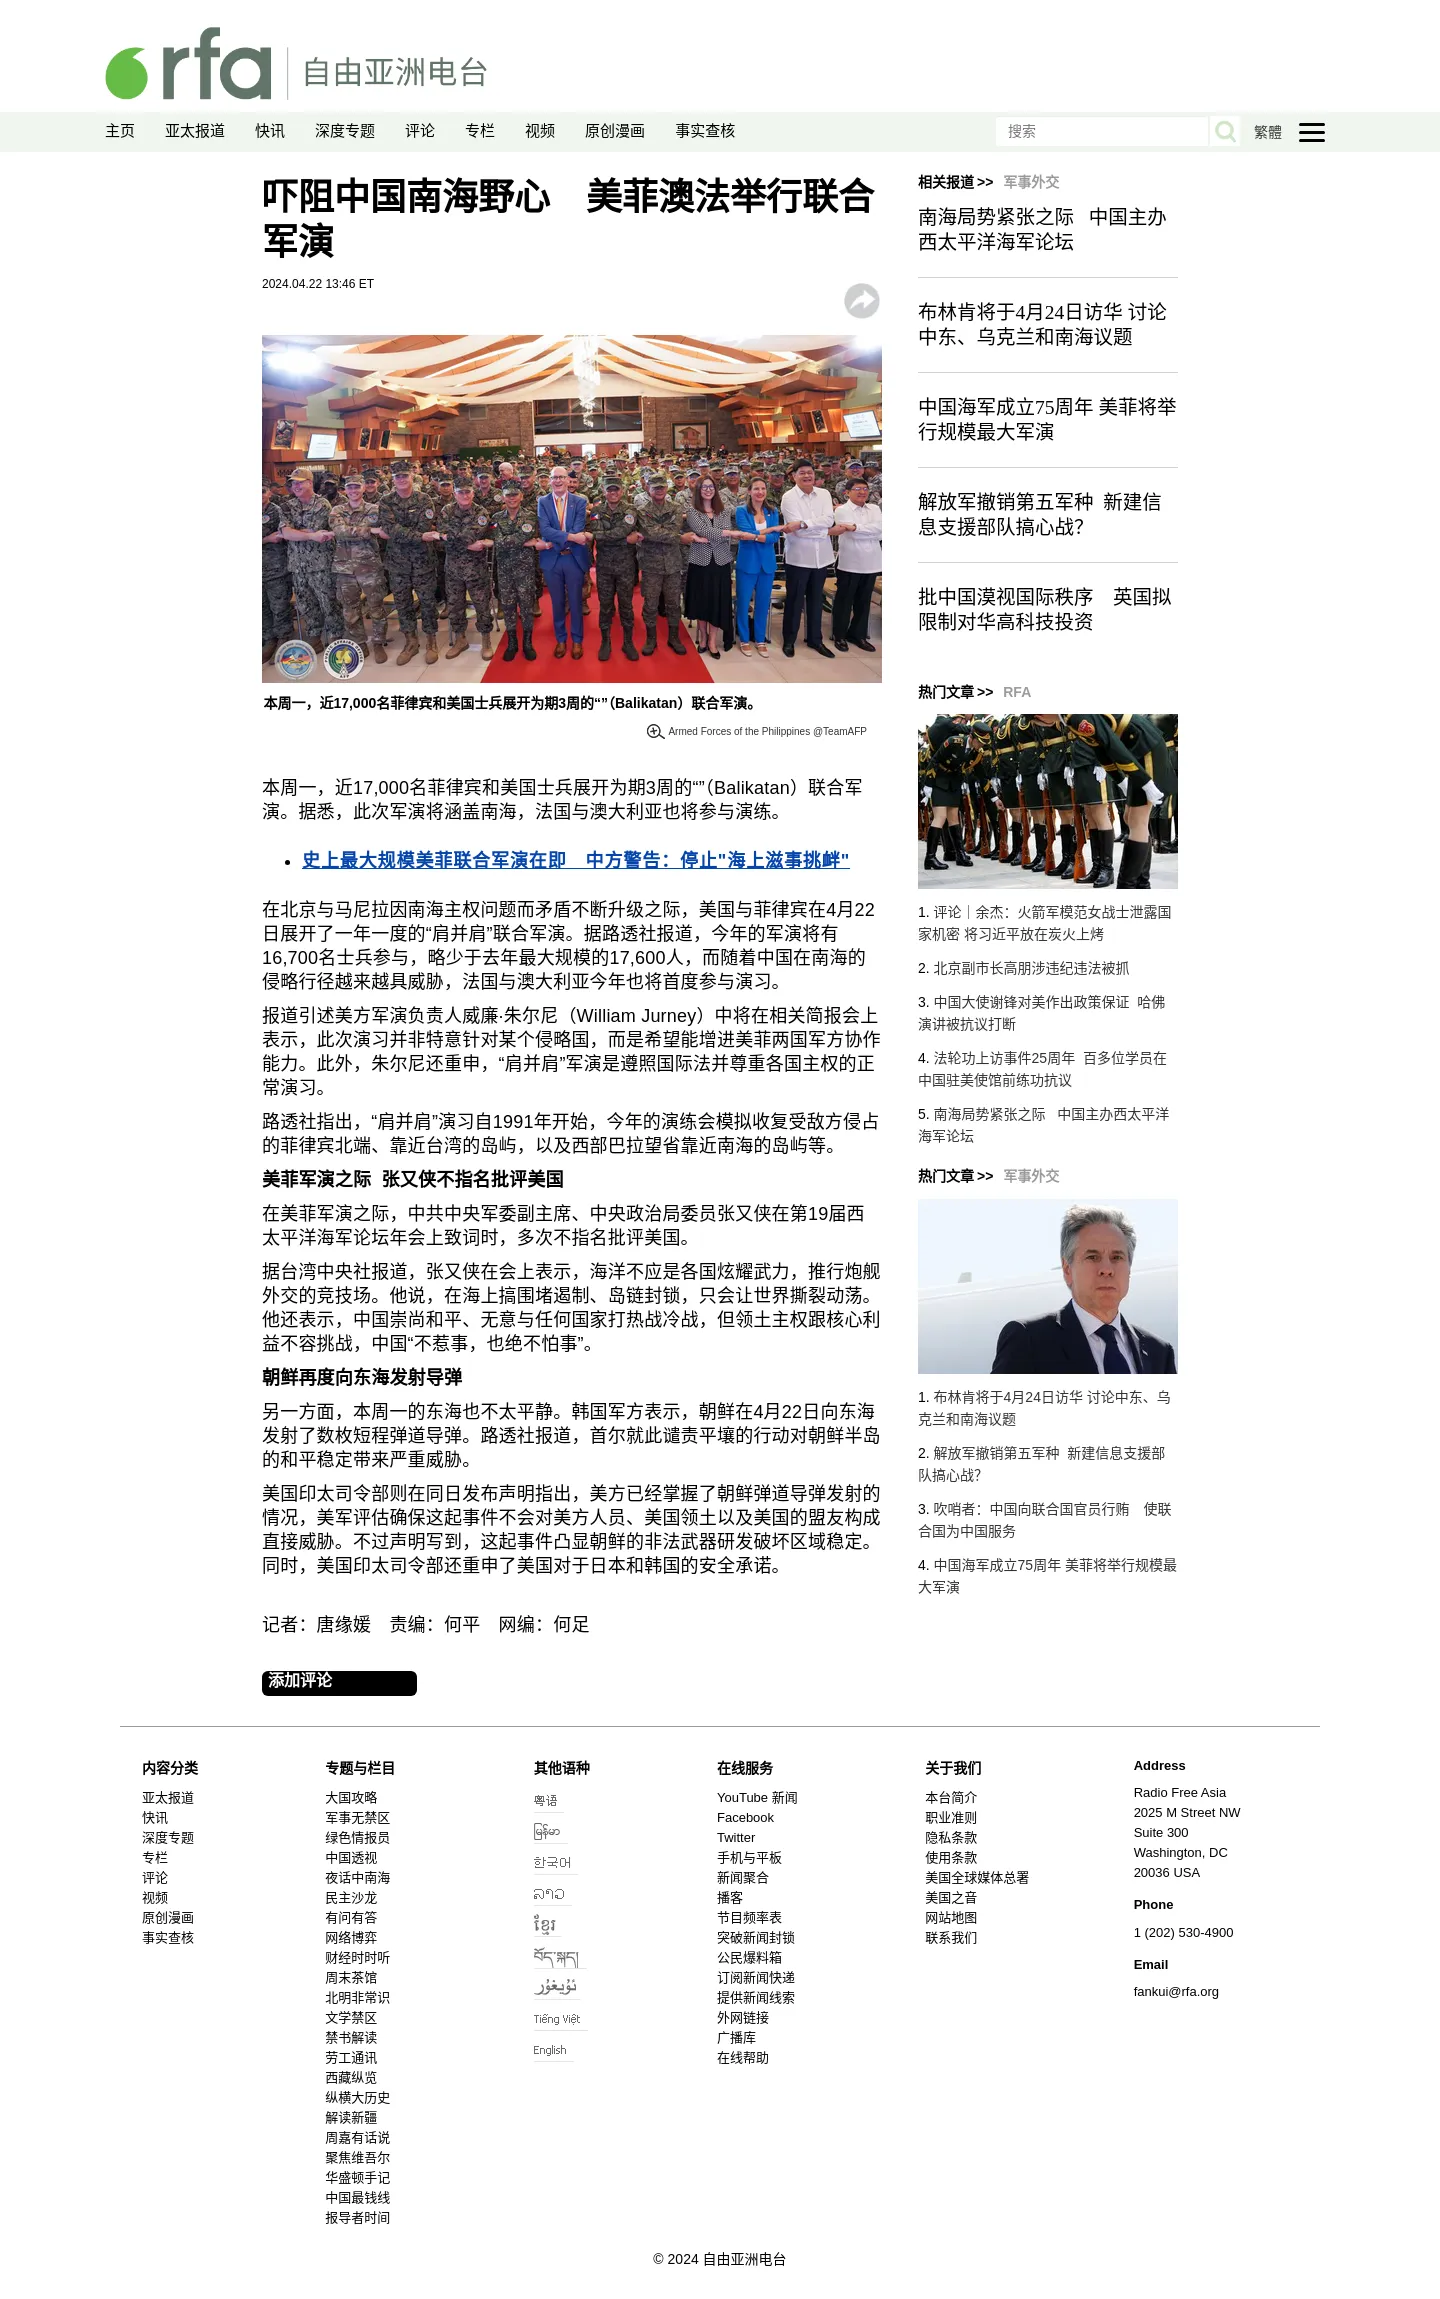 rfa 自由亚洲电台
主页 亚太报道 快讯 深度专题 评论 专栏 视频 原创漫画 事实查核 搜索 繁體
吓阻中国南海野心　美菲澳法举行联合
军演
2024.04.22 13:46 ET
本周一，近17,000名菲律宾和美国士兵展开为期3周的“”（Balikatan）联合军演。
Armed Forces of the Philippines @TeamAFP
本周一，近17,000名菲律宾和美国士兵展开为期3周的“”（Balikatan）联合军
演。据悉，此次军演将涵盖南海，法国与澳大利亚也将参与演练。
史上最大规模美菲联合军演在即　中方警告：停止"海上滋事挑衅"
在北京与马尼拉因南海主权问题而矛盾不断升级之际，美国与菲律宾在4月22
日展开了一年一度的“肩并肩”联合军演。据路透社报道，今年的军演将有
16,700名士兵参与，略少于去年最大规模的17,600人，而随着中国在南海的
侵略行径越来越具威胁，法国与澳大利亚今年也将首度参与演习。
报道引述美方军演负责人威廉·朱尔尼（William Jurney）中将在相关简报会上
表示，此次演习并非特意针对某个侵略国，而是希望能增进美菲两国军方协作
能力。此外，朱尔尼还重申，“肩并肩”军演是遵照国际法并尊重各国主权的正
常演习。
路透社指出，“肩并肩”演习自1991年开始，今年的演练会模拟收复受敌方侵占
的菲律宾北端、靠近台湾的岛屿，以及西部巴拉望省靠近南海的岛屿等。
美菲军演之际  张又侠不指名批评美国
在美菲军演之际，中共中央军委副主席、中央政治局委员张又侠在第19届西
太平洋海军论坛年会上致词时，多次不指名批评美国。
据台湾中央社报道，张又侠在会上表示，海洋不应是各国炫耀武力，推行炮舰
外交的竞技场。他说，在海上搞围堵遏制、岛链封锁，只会让世界撕裂动荡。
他还表示，中国崇尚和平、无意与任何国家打热战冷战，但领土主权跟核心利
益不容挑战，中国“不惹事，也绝不怕事”。
朝鲜再度向东海发射导弹
另一方面，本周一的东海也不太平静。韩国军方表示，朝鲜在4月22日向东海
发射了数枚短程弹道导弹。路透社报道，首尔就此谴责平壤的行动对朝鲜半岛
的和平稳定带来严重威胁。
美国印太司令部则在同日发布声明指出，美方已经掌握了朝鲜弹道导弹发射的
情况，美军评估确保这起事件不会对美方人员、美国领土以及美国的盟友构成
直接威胁。不过声明写到，这起事件凸显朝鲜的非法武器研发破坏区域稳定。
同时，美国印太司令部还重申了美国对于日本和韩国的安全承诺。
记者：唐缘媛　责编：何平　网编：何足
添加评论
相关报道 >> 军事外交
南海局势紧张之际   中国主办
西太平洋海军论坛
布林肯将于4月24日访华 讨论
中东、乌克兰和南海议题
中国海军成立75周年 美菲将举
行规模最大军演
解放军撤销第五军种  新建信
息支援部队搞心战？
批中国漠视国际秩序　英国拟
限制对华高科技投资
热门文章 >> RFA
1. 评论｜余杰：火箭军模范女战士泄露国
家机密 将习近平放在炭火上烤
2. 北京副市长高朋涉违纪违法被抓
3. 中国大使谢锋对美作出政策保证  哈佛
演讲被抗议打断
4. 法轮功上访事件25周年  百多位学员在
中国驻美使馆前练功抗议
5. 南海局势紧张之际   中国主办西太平洋
海军论坛
热门文章 >> 军事外交
1. 布林肯将于4月24日访华 讨论中东、乌
克兰和南海议题
2. 解放军撤销第五军种  新建信息支援部
队搞心战？
3. 吹哨者：中国向联合国官员行贿　使联
合国为中国服务
4. 中国海军成立75周年 美菲将举行规模最
大军演
内容分类
亚太报道
快讯
深度专题
专栏
评论
视频
原创漫画
事实查核
专题与栏目
大国攻略
军事无禁区
绿色情报员
中国透视
夜话中南海
民主沙龙
有问有答
网络博弈
财经时时听
周末茶馆
北明非常识
文学禁区
禁书解读
劳工通讯
西藏纵览
纵横大历史
解读新疆
周嘉有话说
聚焦维吾尔
华盛顿手记
中国最钱线
报导者时间
其他语种
粤语
မြန်မာ
한국어
ລາວ
ខ្មែរ
བོད་སྐད།
ئۇيغۇر
Tiếng Việt
English
在线服务
YouTube 新闻
Facebook
Twitter
手机与平板
新闻聚合
播客
节目频率表
突破新闻封锁
公民爆料箱
订阅新闻快递
提供新闻线索
外网链接
广播库
在线帮助
关于我们
本台简介
职业准则
隐私条款
使用条款
美国全球媒体总署
美国之音
网站地图
联系我们
Address
Radio Free Asia
2025 M Street NW
Suite 300
Washington, DC
20036 USA
Phone
1 (202) 530-4900
Email
fankui@rfa.org
© 2024 自由亚洲电台